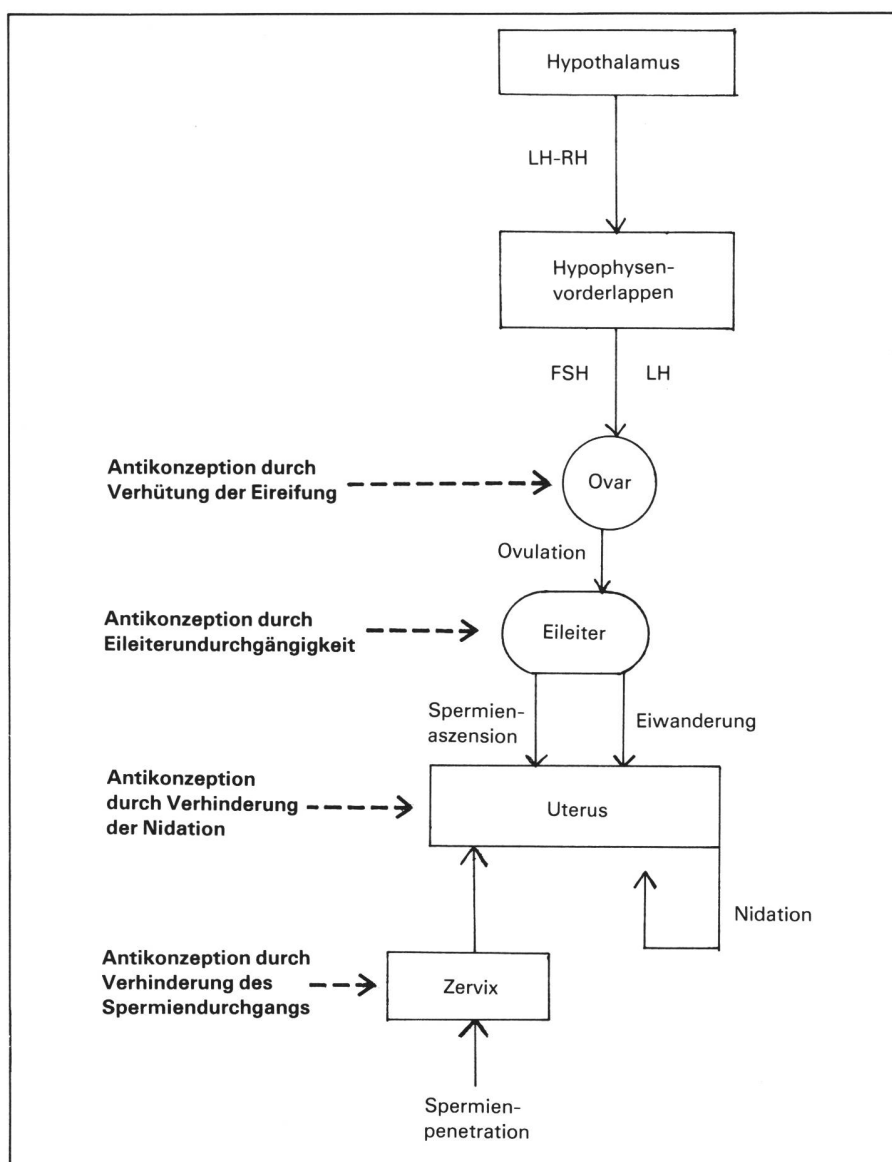 Hypothalamus
LH-RH
Hypophysen-
vorderlappen
FSH LH
Antikonzeption durch
Verhütung der Eireifung
Ovar
Ovulation
Antikonzeption durch
Eileiterundurchgängigkeit
Eileiter
Spermien-
aszension
Eiwanderung
Antikonzeption
durch Verhinderung
der Nidation
Uterus
Nidation
Antikonzeption durch
Verhinderung des
Spermiendurchgangs
Zervix
Spermien-
penetration